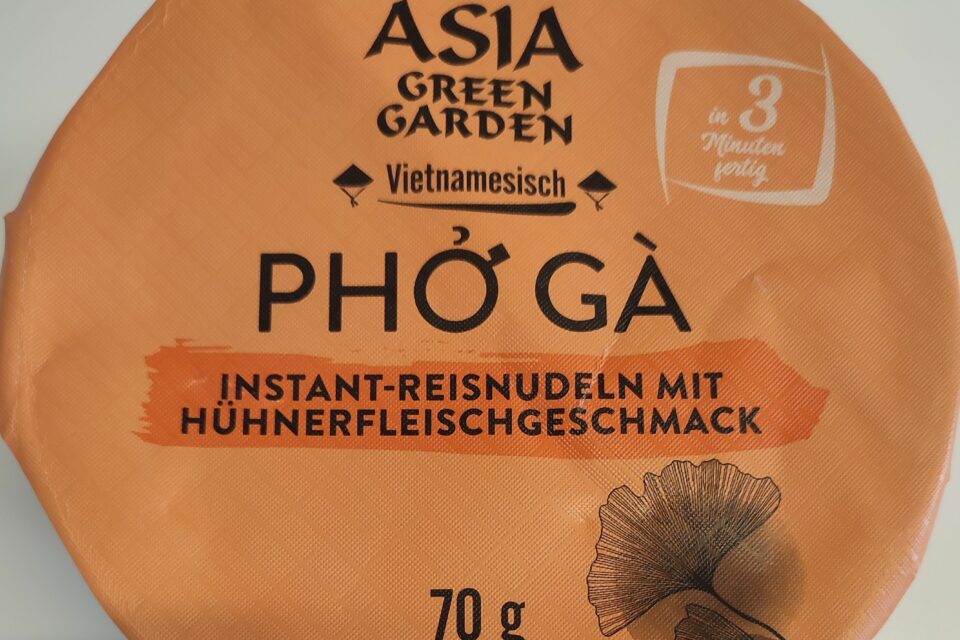 ASIA
GREEN
GARDEN
Vietnamesisch
in 3
Minuten
fertig
PHỞ GÀ
INSTANT-REISNUDELN MIT
HÜHNERFLEISCHGESCHMACK
70 g